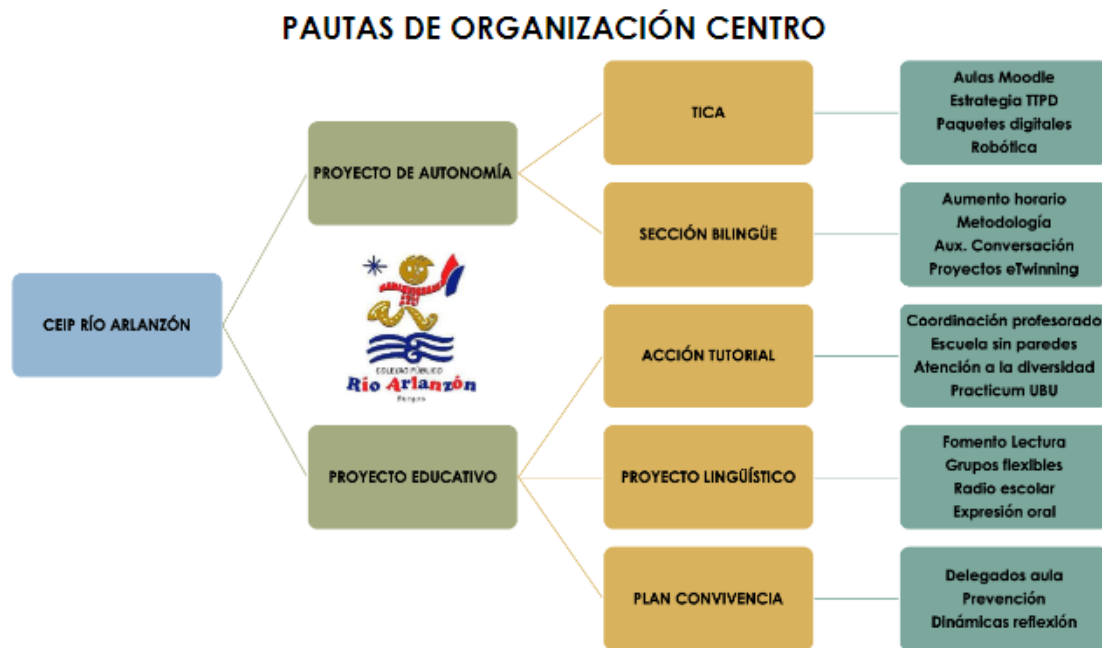 PAUTAS DE ORGANIZACIÓN CENTRO
CEIP RÍO ARLANZÓN
PROYECTO DE AUTONOMÍA
TICA
Aulas Moodle
Estrategia TTPD
Paquetes digitales
Robótica
SECCIÓN BILINGÜE
Aumento horario
Metodología
Aux. Conversación
Proyectos eTwinning
COLEGIO PÚBLICO
Río Arlanzón
Burgos
PROYECTO EDUCATIVO
ACCIÓN TUTORIAL
Coordinación profesorado
Escuela sin paredes
Atención a la diversidad
Practicum UBU
PROYECTO LINGÜÍSTICO
Fomento Lectura
Grupos flexibles
Radio escolar
Expresión oral
PLAN CONVIVENCIA
Delegados aula
Prevención
Dinámicas reflexión